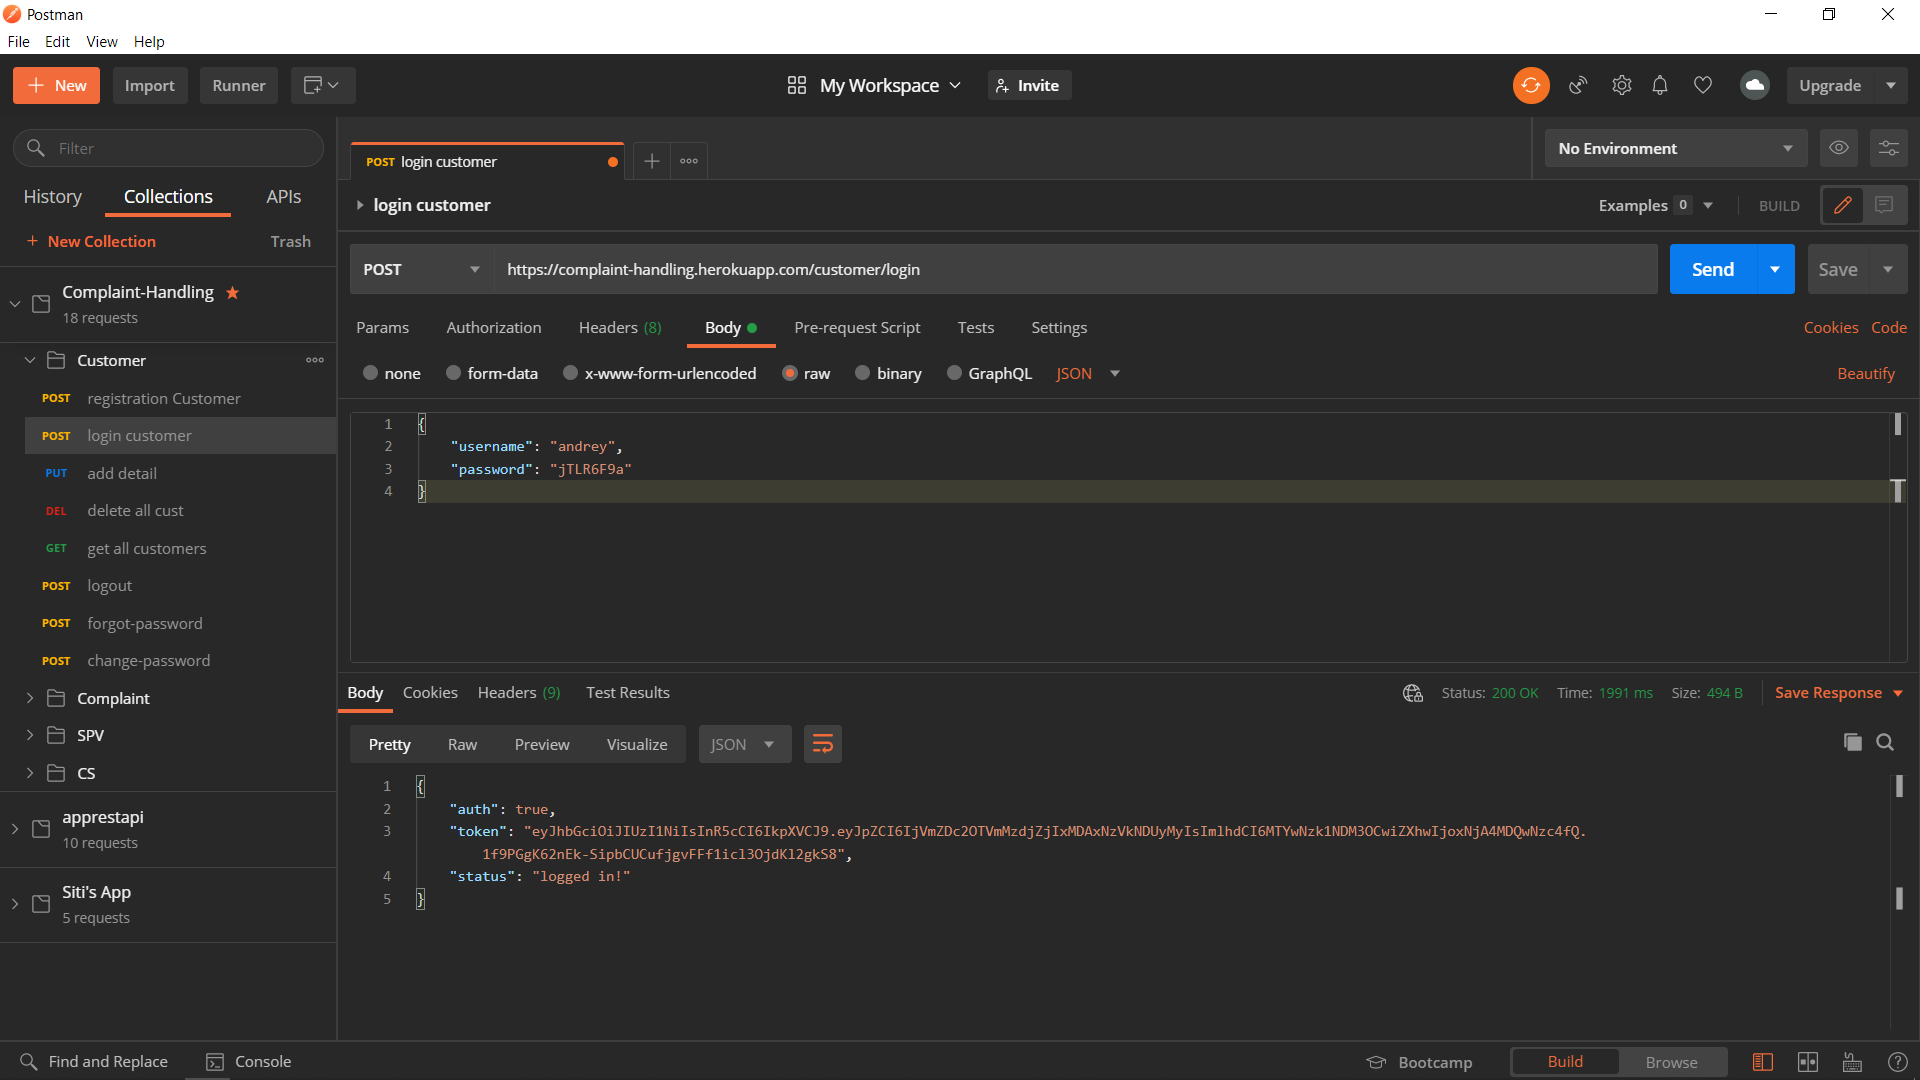 Postman
File Edit View Help
New Import Runner My Workspace Invite Upgrade
Filter
History Collections APIs
+ New Collection Trash
Complaint-Handling
18 requests
Customer
POST registration Customer
POST login customer
PUT add detail
DEL delete all cust
GET get all customers
POST logout
POST forgot-password
POST change-password
Complaint
SPV
CS
apprestapi
10 requests
Siti's App
5 requests
POST login customer
No Environment
login customer Examples 0 BUILD
POST https://complaint-handling.herokuapp.com/customer/login Send Save
Params Authorization Headers (8) Body Pre-request Script Tests Settings Cookies Code
none form-data x-www-form-urlencoded raw binary GraphQL JSON Beautify
1 {
2 "username": "andrey",
3 "password": "jTLR6F9a"
4 }
Body Cookies Headers (9) Test Results Status: 200 OK Time: 1991 ms Size: 494 B Save Response
Pretty Raw Preview Visualize JSON
1 {
2 "auth": true,
3 "token": "eyJhbGciOiJIUzI1NiIsInR5cCI6IkpXVCJ9.eyJpZCI6IjVmZDc2OTVmMzdjZjIxMDAxNzVkNDUyMyIsImlhdCI6MTYwNzk1NDM3OCwiZXhwIjoxNjA4MDQwNzc4fQ.
1f9PGgK62nEk-SipbCUCufjgvFFf1icl3OjdKl2gkS8",
4 "status": "logged in!"
5 }
Find and Replace Console Bootcamp Build Browse